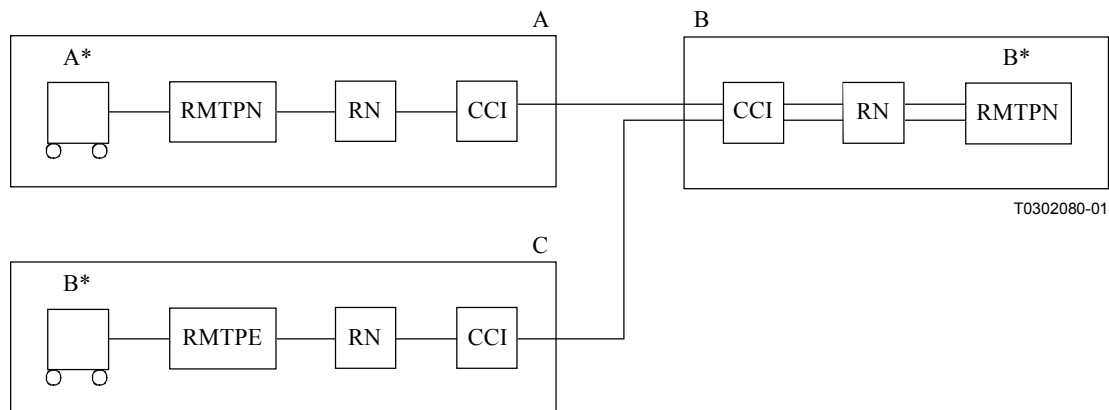 A
A*
RMTPN
RN
CCI
B
B*
CCI
RN
RMTPN
T0302080-01
C
B*
RMTPE
RN
CCI